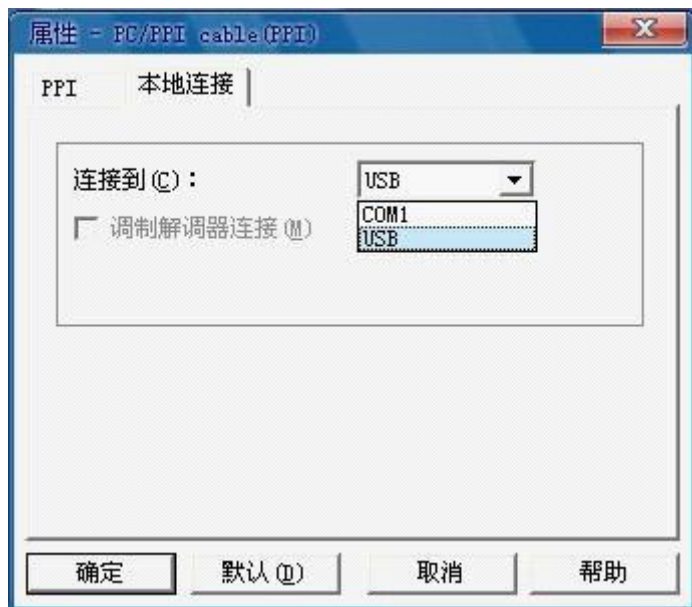 属性 - PC/PPI cable(PPI)
PPI 本地连接
连接到(C): USB
COM1
调制解调器连接(M)
USB
确定 默认(D) 取消 帮助